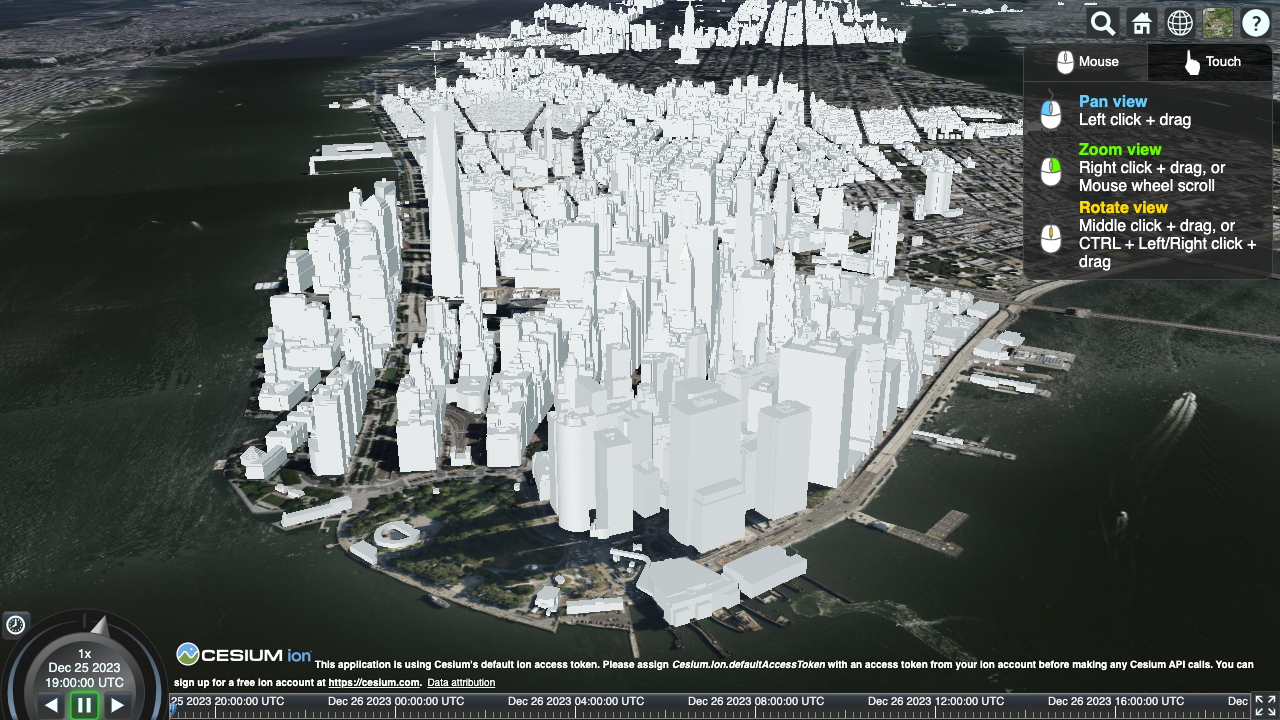 Mouse
Touch
Pan view
Left click + drag
Zoom view
Right click + drag, or
Mouse wheel scroll
Rotate view
Middle click + drag, or
CTRL + Left/Right click +
drag
?
1x
Dec 25 2023
19:00:00 UTC
CESIUM ion
This application is using Cesium's default ion access token. Please assign Cesium.Ion.defaultAccessToken with an access token from your ion account before making any Cesium API calls. You can
sign up for a free ion account at https://cesium.com. Data attribution
25 2023 20:00:00 UTC Dec 26 2023 00:00:00 UTC Dec 26 2023 04:00:00 UTC Dec 26 2023 08:00:00 UTC Dec 26 2023 12:00:00 UTC Dec 26 2023 16:00:00 UTC Dec